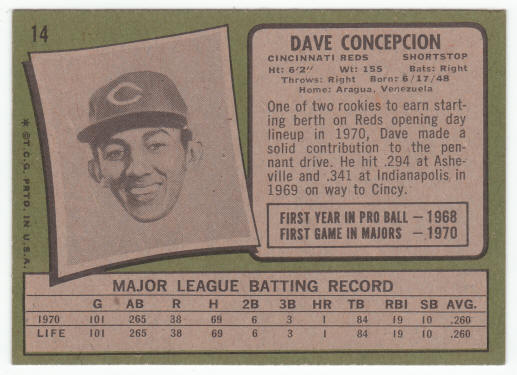 14
DAVE CONCEPCION
CINCINNATI REDS SHORTSTOP
Ht: 6'2" Wt: 155 Bats: Right
Throws: Right Born: 6/17/48
Home: Aragua, Venezuela
One of two rookies to earn start-
ing berth on Reds opening day
lineup in 1970, Dave made a
solid contribution to the pen-
nant drive. He hit .294 at Ashe-
ville and .341 at Indianapolis in
1969 on way to Cincy.
FIRST YEAR IN PRO BALL — 1968
FIRST GAME IN MAJORS — 1970
* © T.C.G. PRTD. IN U.S.A.
C
MAJOR LEAGUE BATTING RECORD
G AB R H 2B 3B HR TB RBI SB AVG.
1970 101 265 38 69 6 3 1 84 19 10 .260
LIFE 101 265 38 69 6 3 1 84 19 10 .260